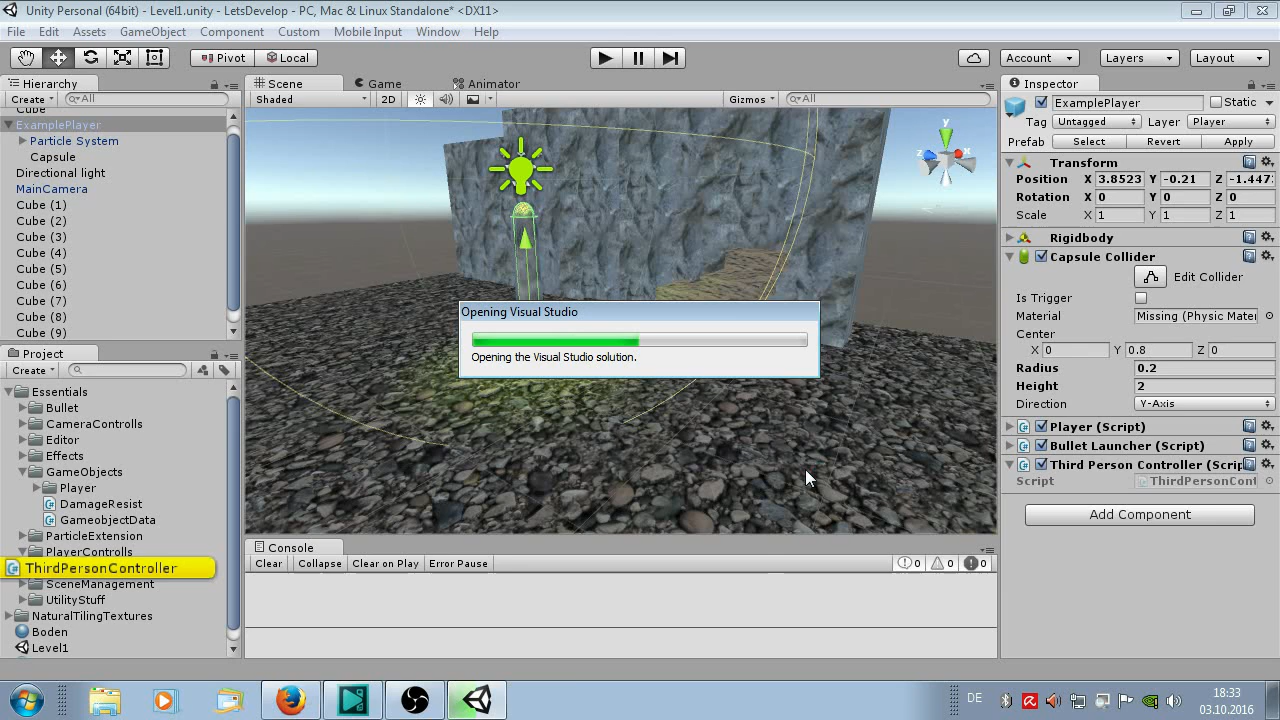 Unity Personal (64bit) - Level1.unity - LetsDevelop - PC, Mac & Linux Standalone* <DX11>
File Edit Assets GameObject Component Custom Mobile Input Window Help
Pivot Local Account Layers Layout
Hierarchy
Create All
Cube
ExamplePlayer
Particle System
Capsule
Directional light
MainCamera
Cube (1)
Cube (2)
Cube (3)
Cube (4)
Cube (5)
Cube (6)
Cube (7)
Cube (8)
Cube (9)
Project
Create
Essentials
Bullet
CameraControlls
Editor
Effects
GameObjects
Player
DamageResist
GameobjectData
ParticleExtension
PlayerControlls
ThirdPersonController
SceneManagement
UtilityStuff
NaturalTilingTextures
Boden
Level1
Scene Game Animator
Shaded 2D Gizmos All
y
z x
Opening Visual Studio
Opening the Visual Studio solution.
Console
Clear Collapse Clear on Play Error Pause 0 0 0
Inspector
ExamplePlayer Static
Tag Untagged Layer Player
Prefab Select Revert Apply
Transform
Position X 3.8523 Y -0.21 Z -1.447
Rotation X 0 Y 0 Z 0
Scale X 1 Y 1 Z 1
Rigidbody
Capsule Collider
Edit Collider
Is Trigger
Material Missing (Physic Mater
Center
X 0 Y 0.8 Z 0
Radius 0.2
Height 2
Direction Y-Axis
Player (Script)
Bullet Launcher (Script)
Third Person Controller (Scrip
Script ThirdPersonCont
Add Component
DE
18:33
03.10.2016